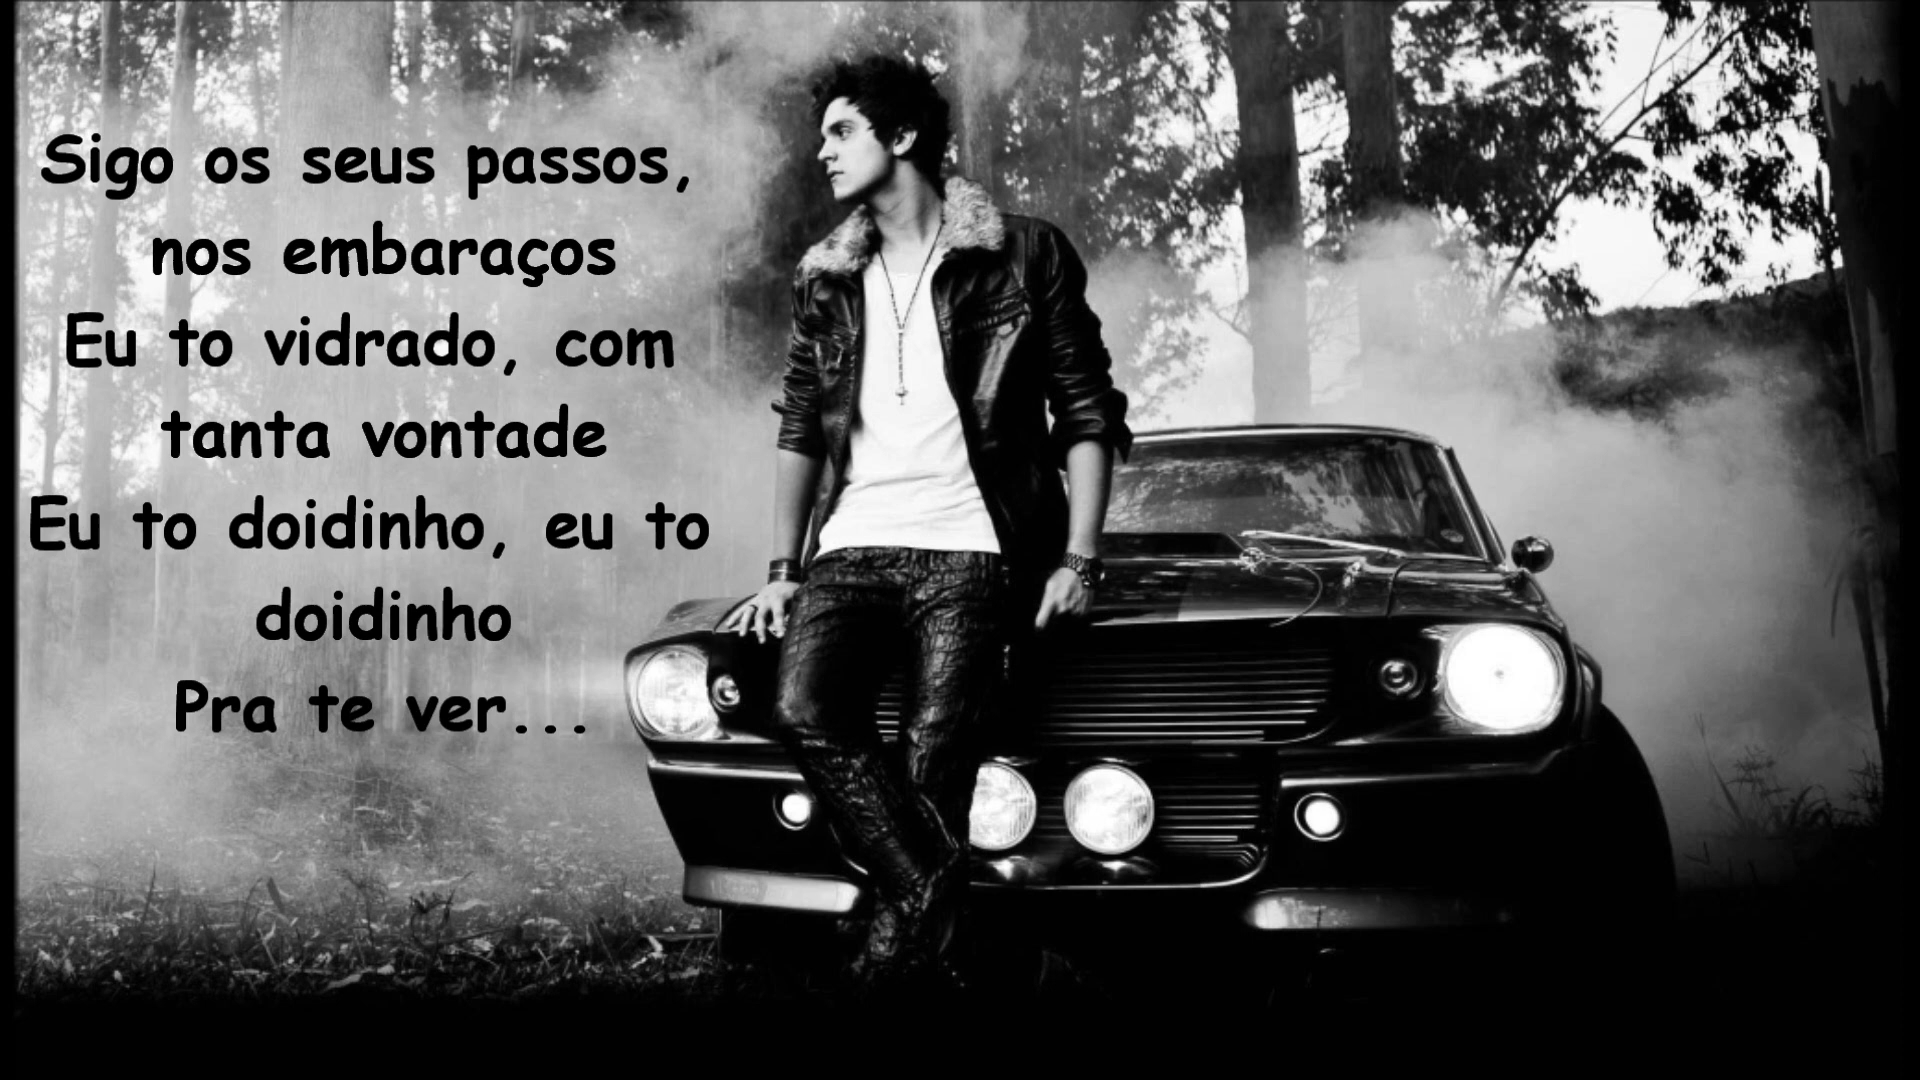 Sigo os seus passos,
nos embaraços
Eu to vidrado, com
tanta vontade
Eu to doidinho, eu to
doidinho
Pra te ver...